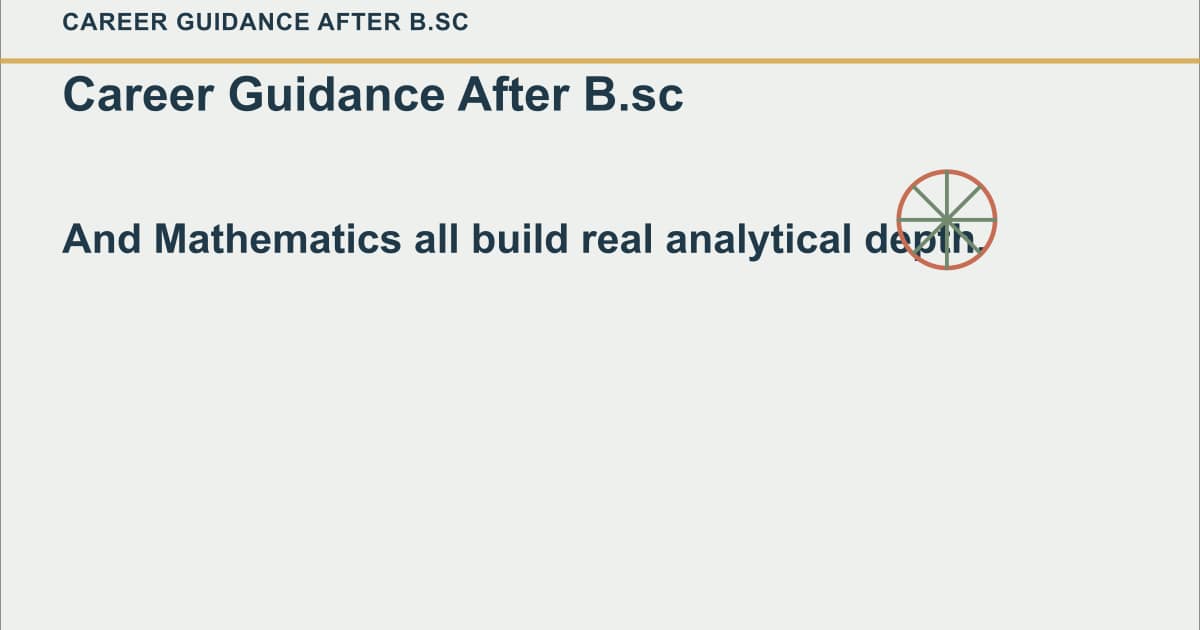 CAREER GUIDANCE AFTER B.SC
Career Guidance After B.sc
And Mathematics all build real analytical depth.